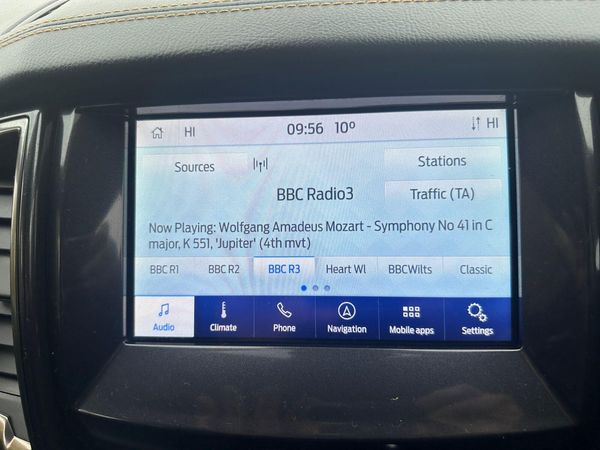 HI 09:56 10º HI
Sources Stations
BBC Radio3 Traffic (TA)
Now Playing: Wolfgang Amadeus Mozart - Symphony No 41 in C
major, K 551, 'Jupiter' (4th mvt)
BBC R1 BBC R2 BBC R3 Heart Wl BBCWilts Classic
Audio Climate Phone Navigation Mobile apps Settings